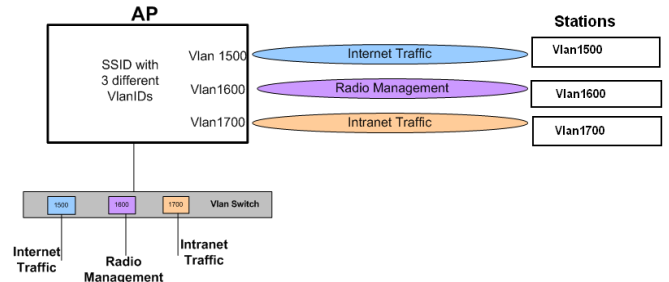 AP
Stations
SSID with
3 different
VlanIDs
Vlan 1500
Internet Traffic
Vlan1500
Vlan1600
Radio Management
Vlan1600
Vlan1700
Intranet Traffic
Vlan1700
1500
1600
1700
Vlan Switch
Internet
Traffic
Radio
Management
Intranet
Traffic